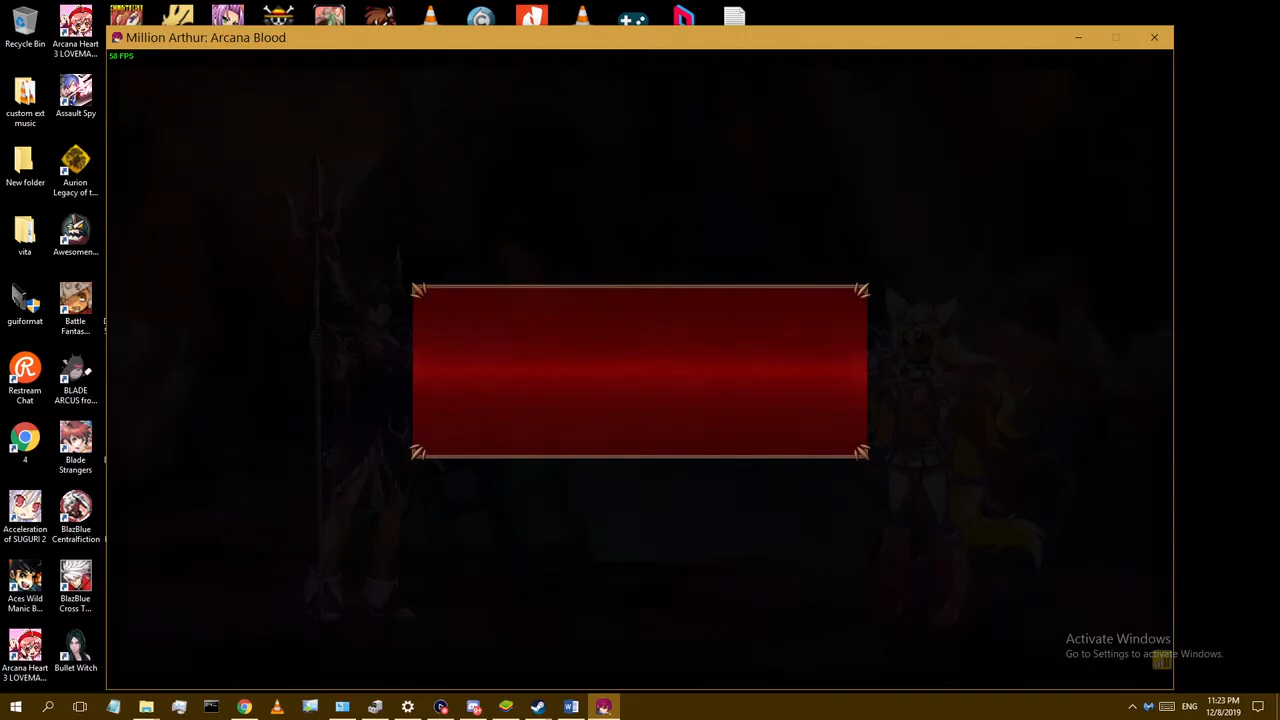 Million Arthur: Arcana Blood
58 FPS
Recycle Bin
Arcana Heart
3 LOVEMA...
custom ext
music
Assault Spy
New folder
Aurion
Legacy of t...
vita
Awesomen...
guiformat
Battle
Fantas...
Restream
Chat
BLADE
ARCUS fro...
4
Blade
Strangers
Acceleration
of SUGURI 2
BlazBlue
Centralfiction
Aces Wild
Manic B...
BlazBlue
Cross T...
Arcana Heart
3 LOVEMA...
Bullet Witch
Activate Windows
Go to Settings to activate Windows.
ENG
11:23 PM
12/8/2019